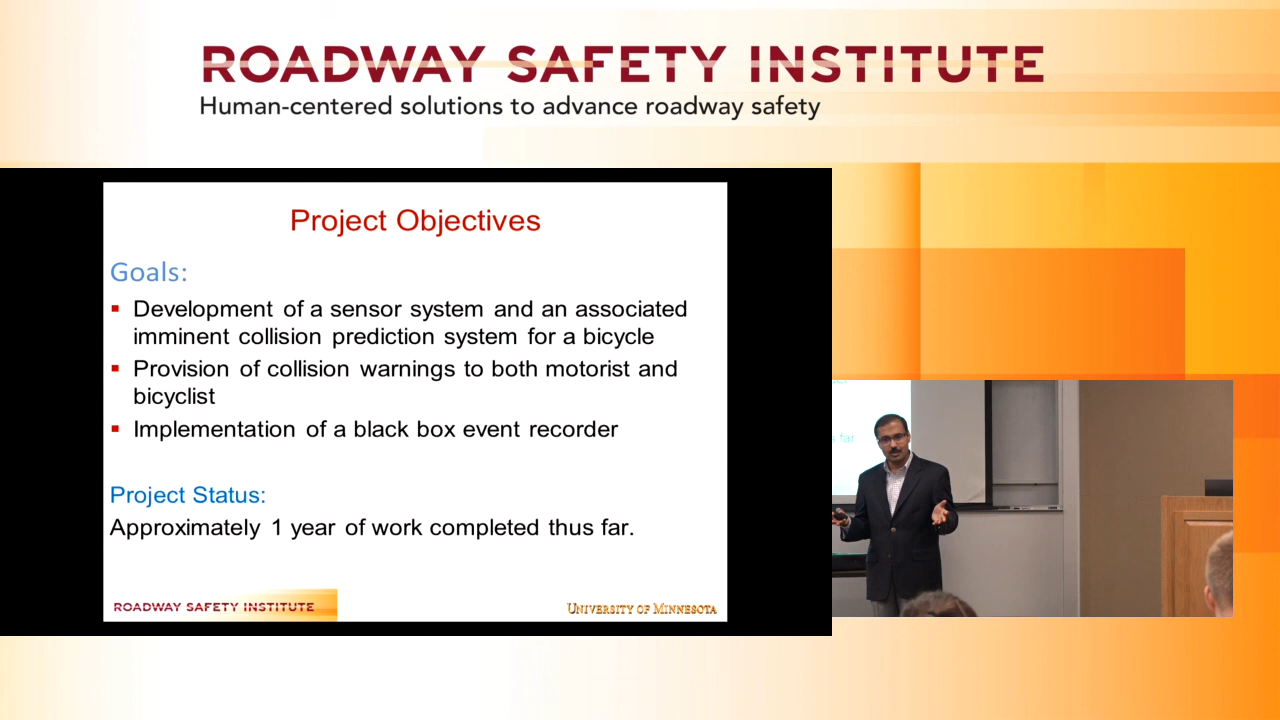 ROADWAY SAFETY INSTITUTE
Human-centered solutions to advance roadway safety
Project Objectives
Goals:
▪ Development of a sensor system and an associated
imminent collision prediction system for a bicycle
▪ Provision of collision warnings to both motorist and
bicyclist
▪ Implementation of a black box event recorder
Project Status:
Approximately 1 year of work completed thus far.
ROADWAY SAFETY INSTITUTE
UNIVERSITY OF MINNESOTA
far